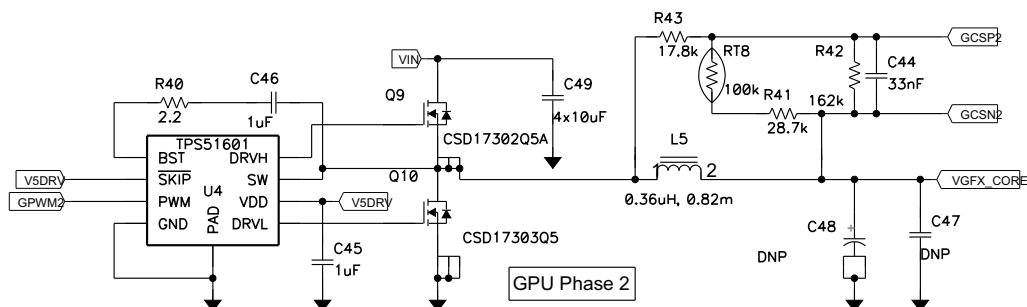 R43
17.8k
GCSP2
RT8
100k
R42
162k
C44
33nF
R41
28.7k
GCSN2
VIN
C49
4x10uF
R40
2.2
C46
1uF
Q9
CSD17302Q5A
TPS51601
BST
DRVH
SKIP
SW
U4
PWM
VDD
GND
PAD
DRVL
V5DRV
GPWM2
V5DRV
Q10
CSD17303Q5
C45
1uF
L5
1
2
0.36uH, 0.82m
VGFX_CORE
C48
+
DNP
C47
DNP
GPU Phase 2